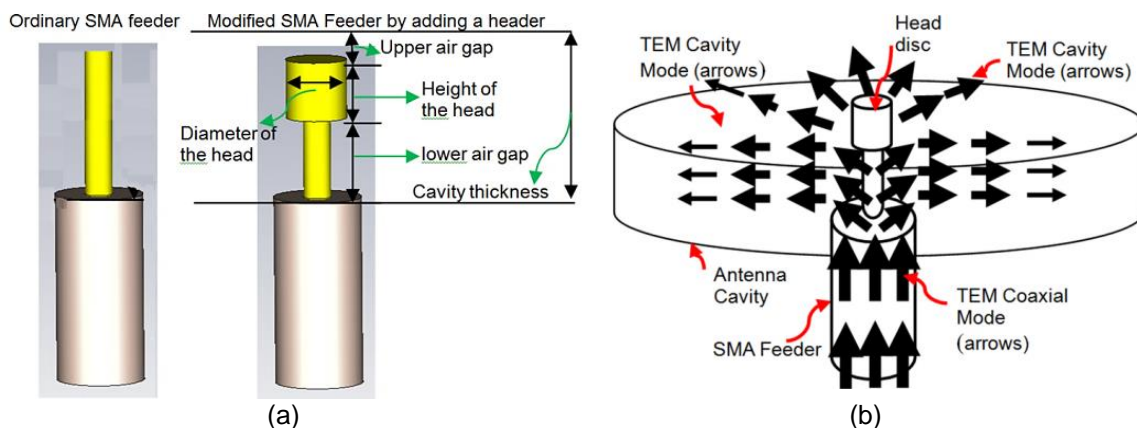 Ordinary SMA feeder
Modified SMA Feeder by adding a header
Upper air gap
Height of
the head
Diameter of
the head
lower air gap
Cavity thickness
(a)
Head
disc
TEM Cavity
Mode (arrows)
TEM Cavity
Mode (arrows)
Antenna
Cavity
SMA Feeder
TEM Coaxial
Mode
(arrows)
(b)